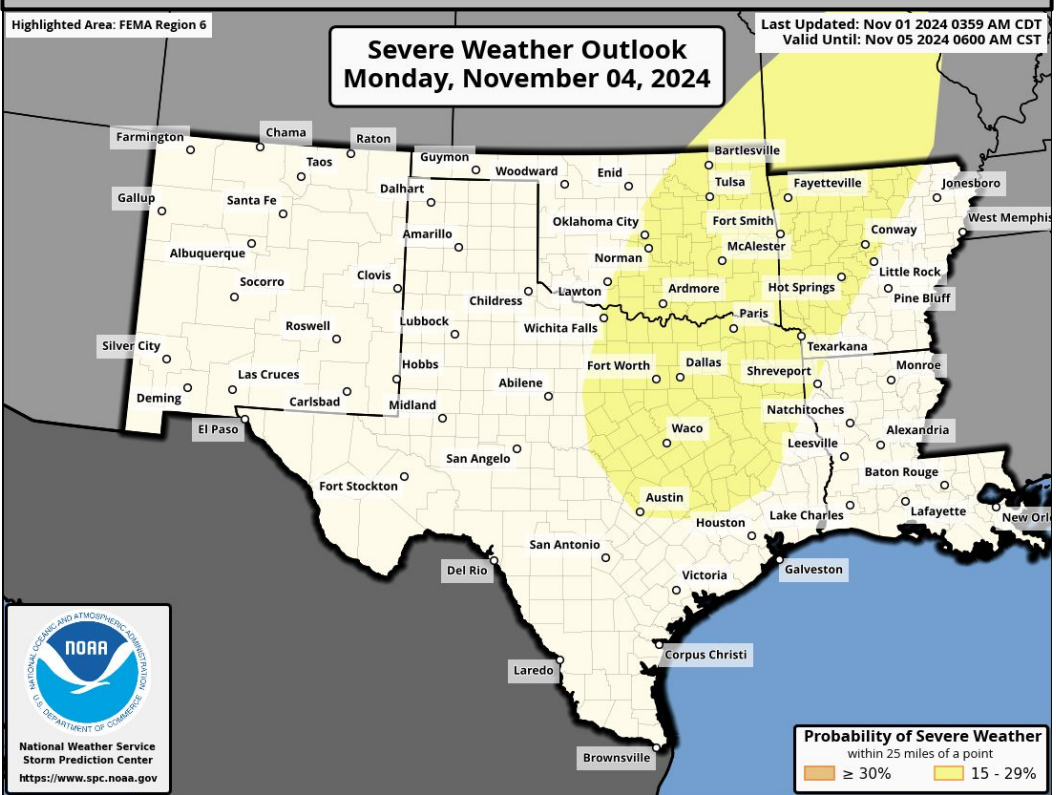 Highlighted Area: FEMA Region 6
Last Updated: Nov 01 2024 0359 AM CDT
Valid Until: Nov 05 2024 0600 AM CST
Severe Weather Outlook
Monday, November 04, 2024
Farmington
Chama
Raton
Taos
Guymon
Woodward
Enid
Bartlesville
Tulsa
Fayetteville
Jonesboro
Gallup
Santa Fe
Dalhart
Oklahoma City
Fort Smith
West Memphis
Albuquerque
Amarillo
Norman
McAlester
Conway
Socorro
Clovis
Childress
Lawton
Ardmore
Hot Springs
Little Rock
Pine Bluff
Roswell
Lubbock
Wichita Falls
Paris
Texarkana
Silver City
Las Cruces
Hobbs
Fort Worth
Dallas
Shreveport
Monroe
Deming
Carlsbad
Midland
Abilene
Natchitoches
El Paso
Waco
Leesville
Alexandria
San Angelo
Fort Stockton
Baton Rouge
Austin
Houston
Lake Charles
Lafayette
New Orl
San Antonio
Del Rio
Galveston
Victoria
Laredo
Corpus Christi
Brownsville
NATIONAL OCEANIC AND ATMOSPHERIC ADMINISTRATION
NOAA
U.S. DEPARTMENT OF COMMERCE
National Weather Service
Storm Prediction Center
https://www.spc.noaa.gov
Probability of Severe Weather
within 25 miles of a point
≥ 30%
15 - 29%